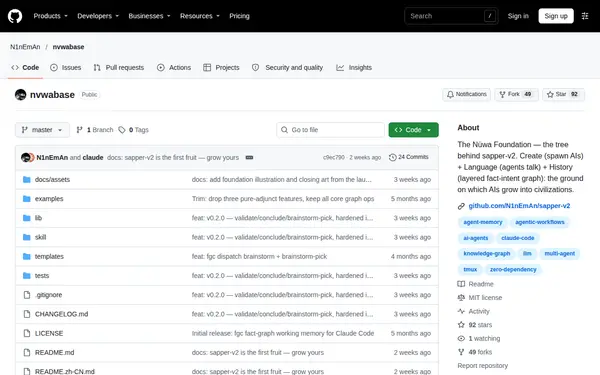 Products Developers Businesses Resources Pricing Search / Sign in Sign up
N1nEmAn / nvwabase
Code Issues Pull requests Actions Projects Security and quality Insights
nvwabase Public Notifications Fork 49 Star 92
master 1 Branch 0 Tags Go to file Code
N1nEmAn and claude docs: sapper-v2 is the first fruit — grow yours c9ec790 · 2 weeks ago 24 Commits
docs/assets docs: add foundation illustration and closing art from the lau… 3 weeks ago
examples Trim: drop three pure-adjunct features, keep all core graph ops 5 months ago
lib feat: v0.2.0 — validate/conclude/brainstorm-pick, hardened i… 3 weeks ago
skill feat: v0.2.0 — validate/conclude/brainstorm-pick, hardened i… 3 weeks ago
templates feat: fgc dispatch brainstorm + brainstorm-pick 4 months ago
tests feat: v0.2.0 — validate/conclude/brainstorm-pick, hardened i… 3 weeks ago
.gitignore feat: v0.2.0 — validate/conclude/brainstorm-pick, hardened i… 3 weeks ago
CHANGELOG.md feat: v0.2.0 — validate/conclude/brainstorm-pick, hardened i… 3 weeks ago
LICENSE Initial release: fgc fact-graph working memory for Claude Code 5 months ago
README.md docs: sapper-v2 is the first fruit — grow yours 2 weeks ago
README.zh-CN.md docs: sapper-v2 is the first fruit — grow yours 2 weeks ago
About
The Nüwa Foundation — the tree
behind sapper-v2. Create (spawn AIs)
+ Language (agents talk) + History
(layered fact-intent graph): the ground
on which AIs grow into civilizations.
github.com/N1nEmAn/sapper-v2
agent-memory agentic-workflows
ai-agents claude-code
knowledge-graph llm multi-agent
tmux zero-dependency
Readme
MIT license
Activity
92 stars
1 watching
49 forks
Report repository